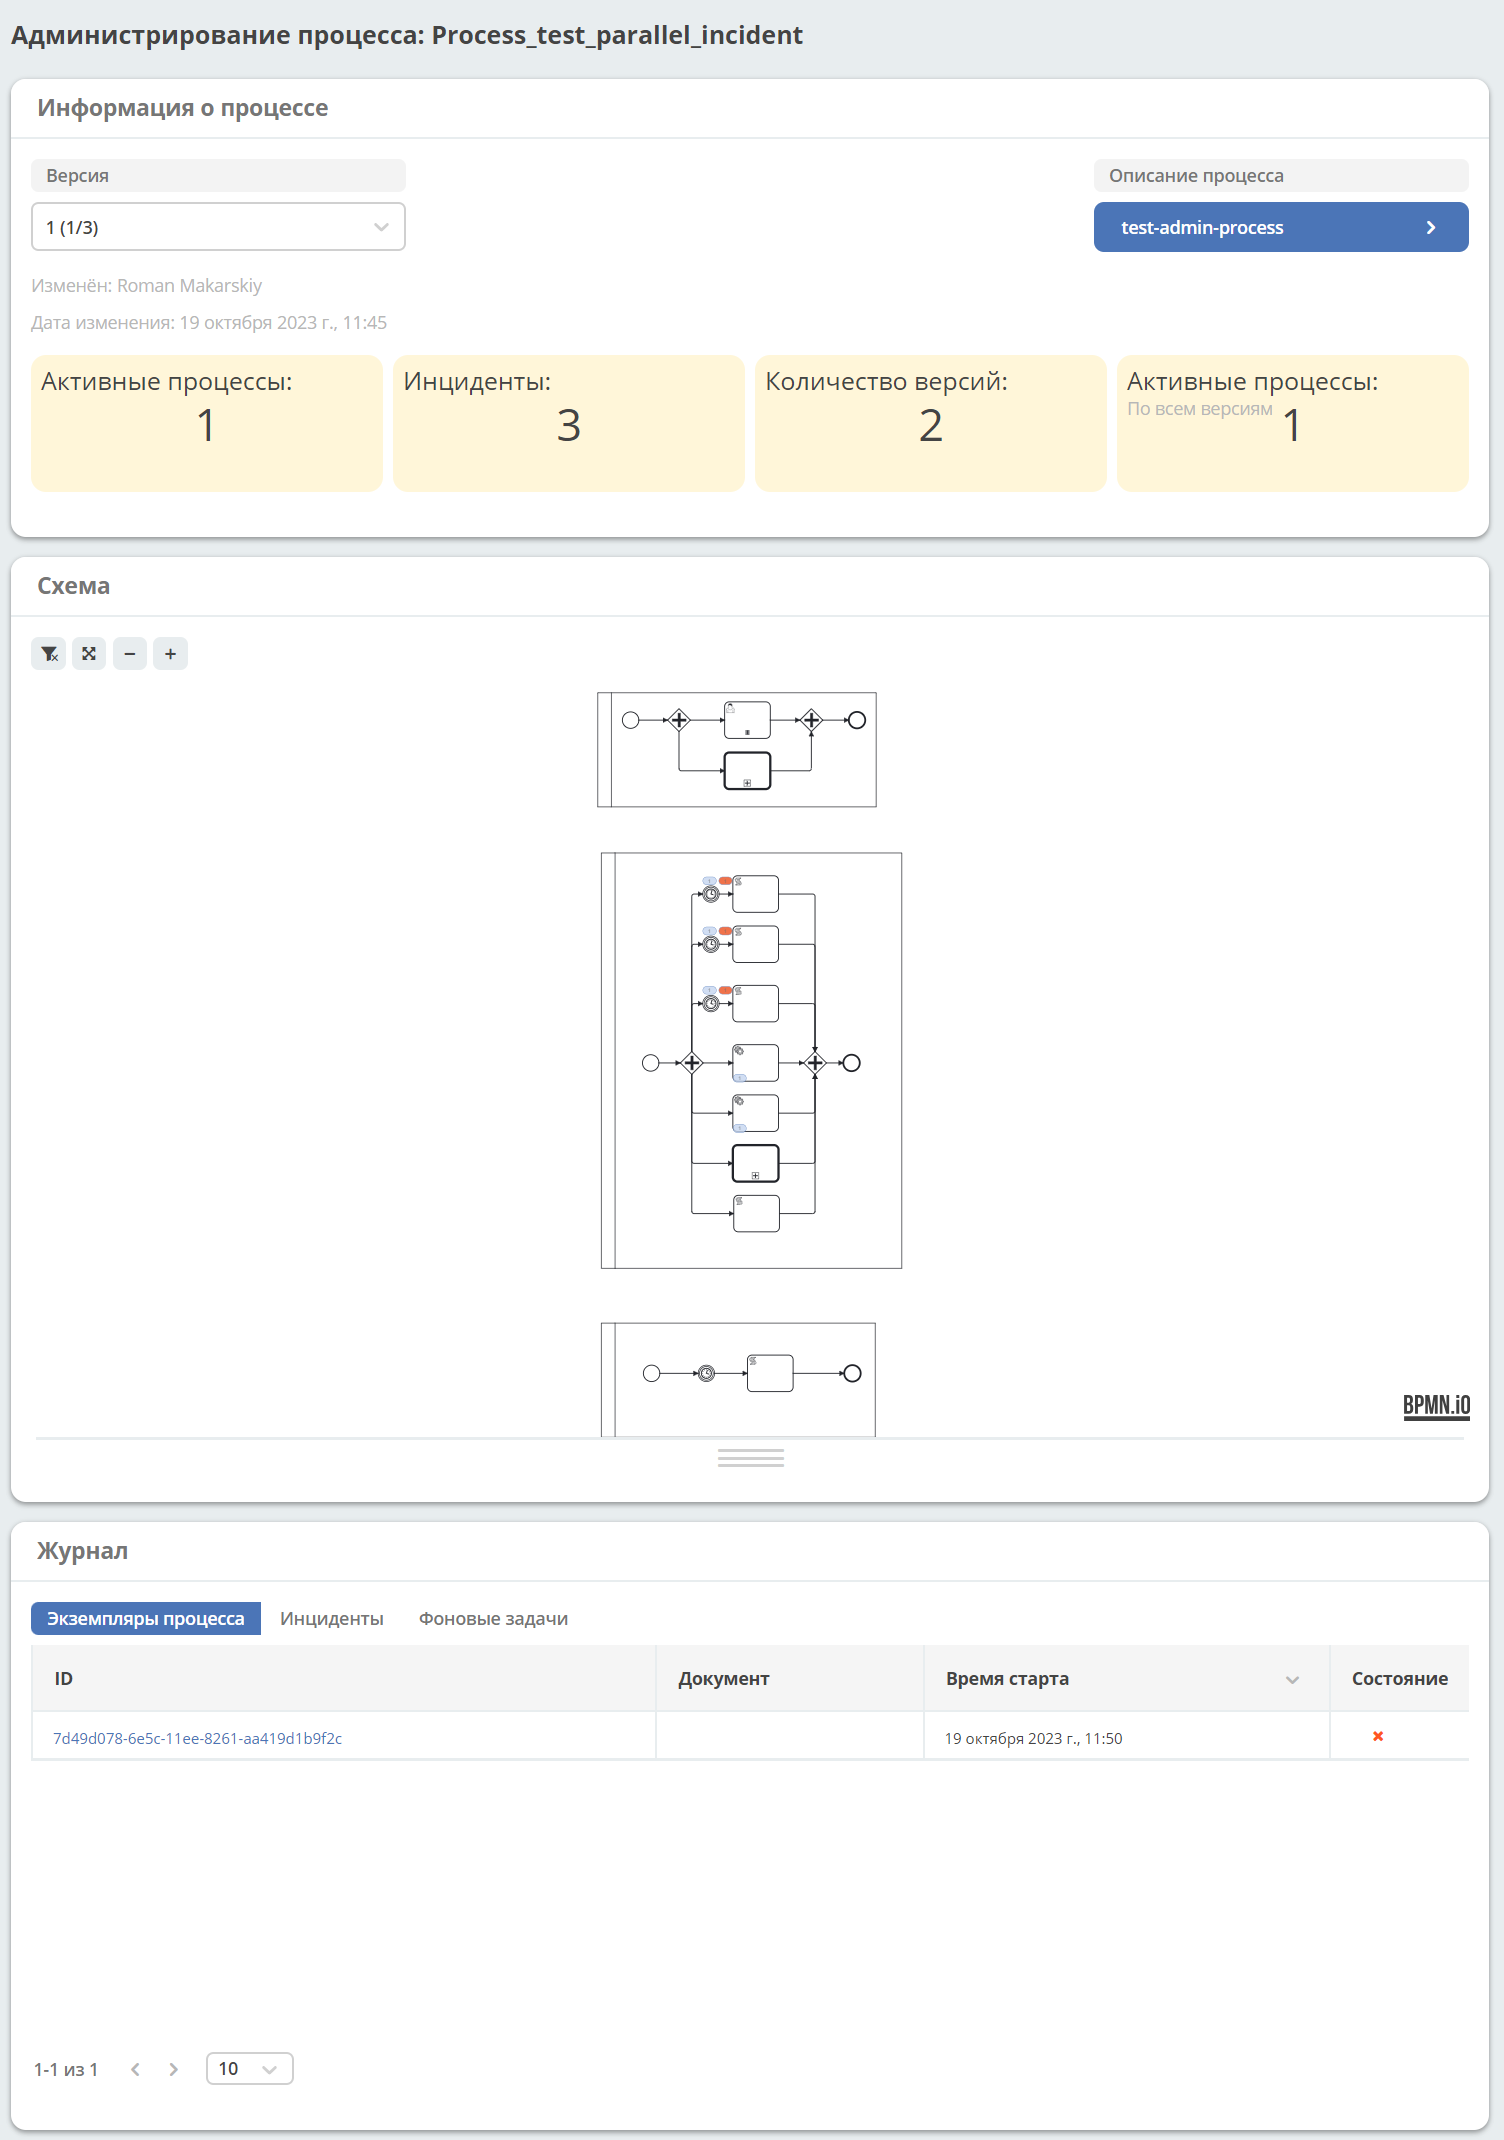 Администрирование процесса: Process_test_parallel_incident
Информация о процессе
Версия
Описание процесса
1 (1/3)
test-admin-process
Изменён: Roman Makarskiy
Дата изменения: 19 октября 2023 г., 11:45
Активные процессы:
1
Инциденты:
3
Количество версий:
2
Активные процессы:
По всем версиям
1
Схема
BPMN.iO
Журнал
Экземпляры процесса
Инциденты
Фоновые задачи
ID
Документ
Время старта
Состояние
7d49d078-6e5c-11ee-8261-aa419d1b9f2c
19 октября 2023 г., 11:50
1-1 из 1
10